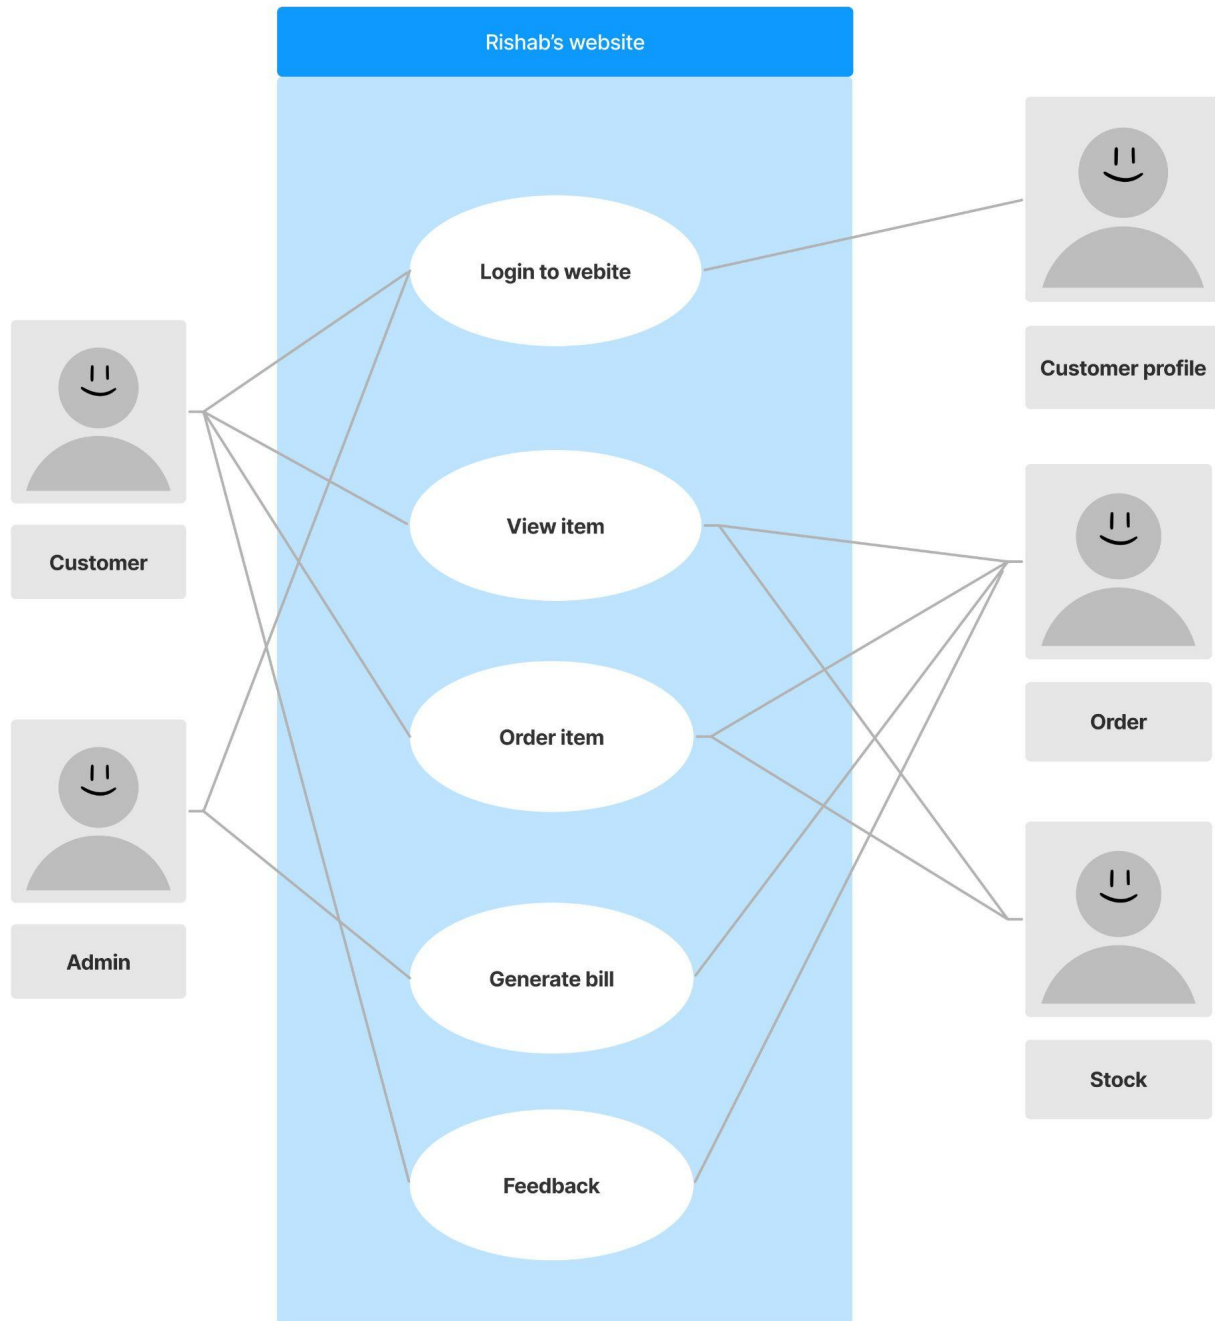 Rishab’s website
Login to webite
Customer profile
Customer
View item
Order item
Order
Admin
Generate bill
Stock
Feedback